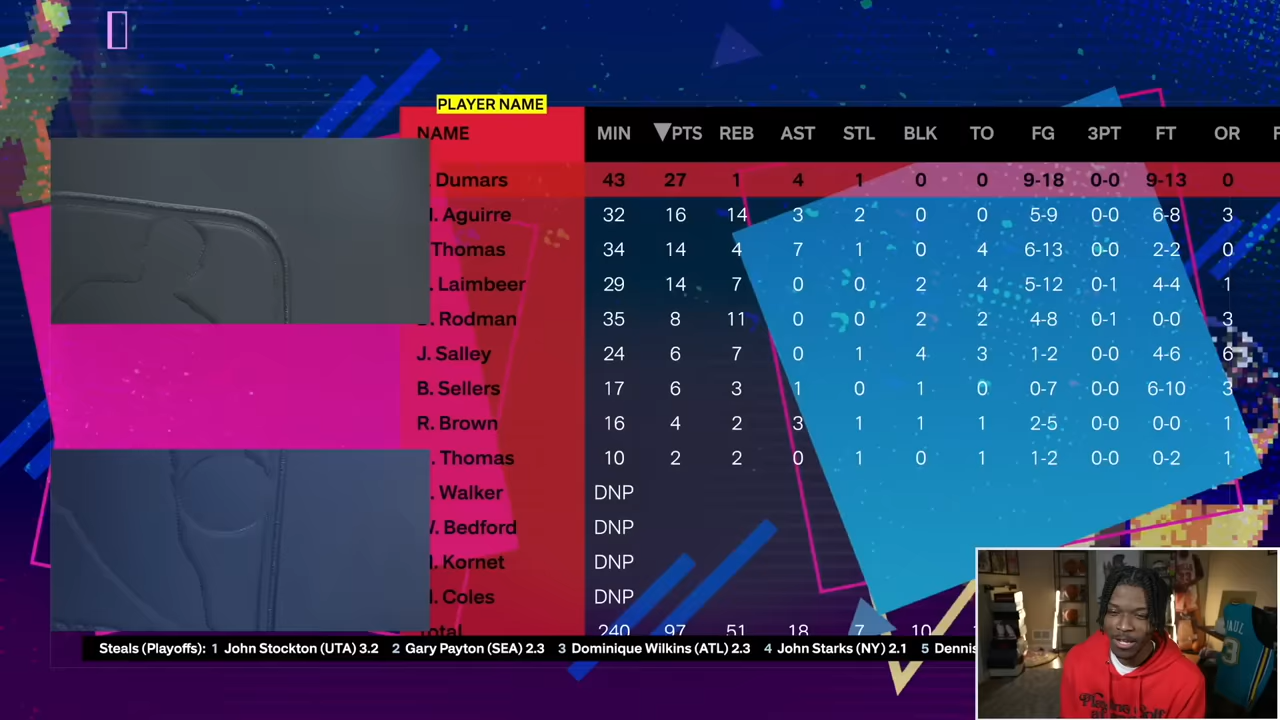 PLAYER NAME
NAME MIN ▼PTS REB AST STL BLK TO FG 3PT FT OR
. Dumars 43 27 1 4 1 0 0 9-18 0-0 9-13 0
. Aguirre 32 16 14 3 2 0 0 5-9 0-0 6-8 3
Thomas 34 14 4 7 1 0 4 6-13 0-0 2-2 0
. Laimbeer 29 14 7 0 0 2 4 5-12 0-1 4-4 1
. Rodman 35 8 11 0 0 2 2 4-8 0-1 0-0 3
J. Salley 24 6 7 0 1 4 3 1-2 0-0 4-6 6
B. Sellers 17 6 3 1 0 1 0 0-7 0-0 6-10 3
R. Brown 16 4 2 3 1 1 1 2-5 0-0 0-0 1
. Thomas 10 2 2 0 1 0 1 1-2 0-0 0-2 1
. Walker DNP
. Bedford DNP
. Kornet DNP
. Coles DNP
Total 240 97 51 18 7 10
Steals (Playoffs): 1 John Stockton (UTA) 3.2 2 Gary Payton (SEA) 2.3 3 Dominique Wilkins (ATL) 2.3 4 John Starks (NY) 2.1 5 Dennis
PAUL
3